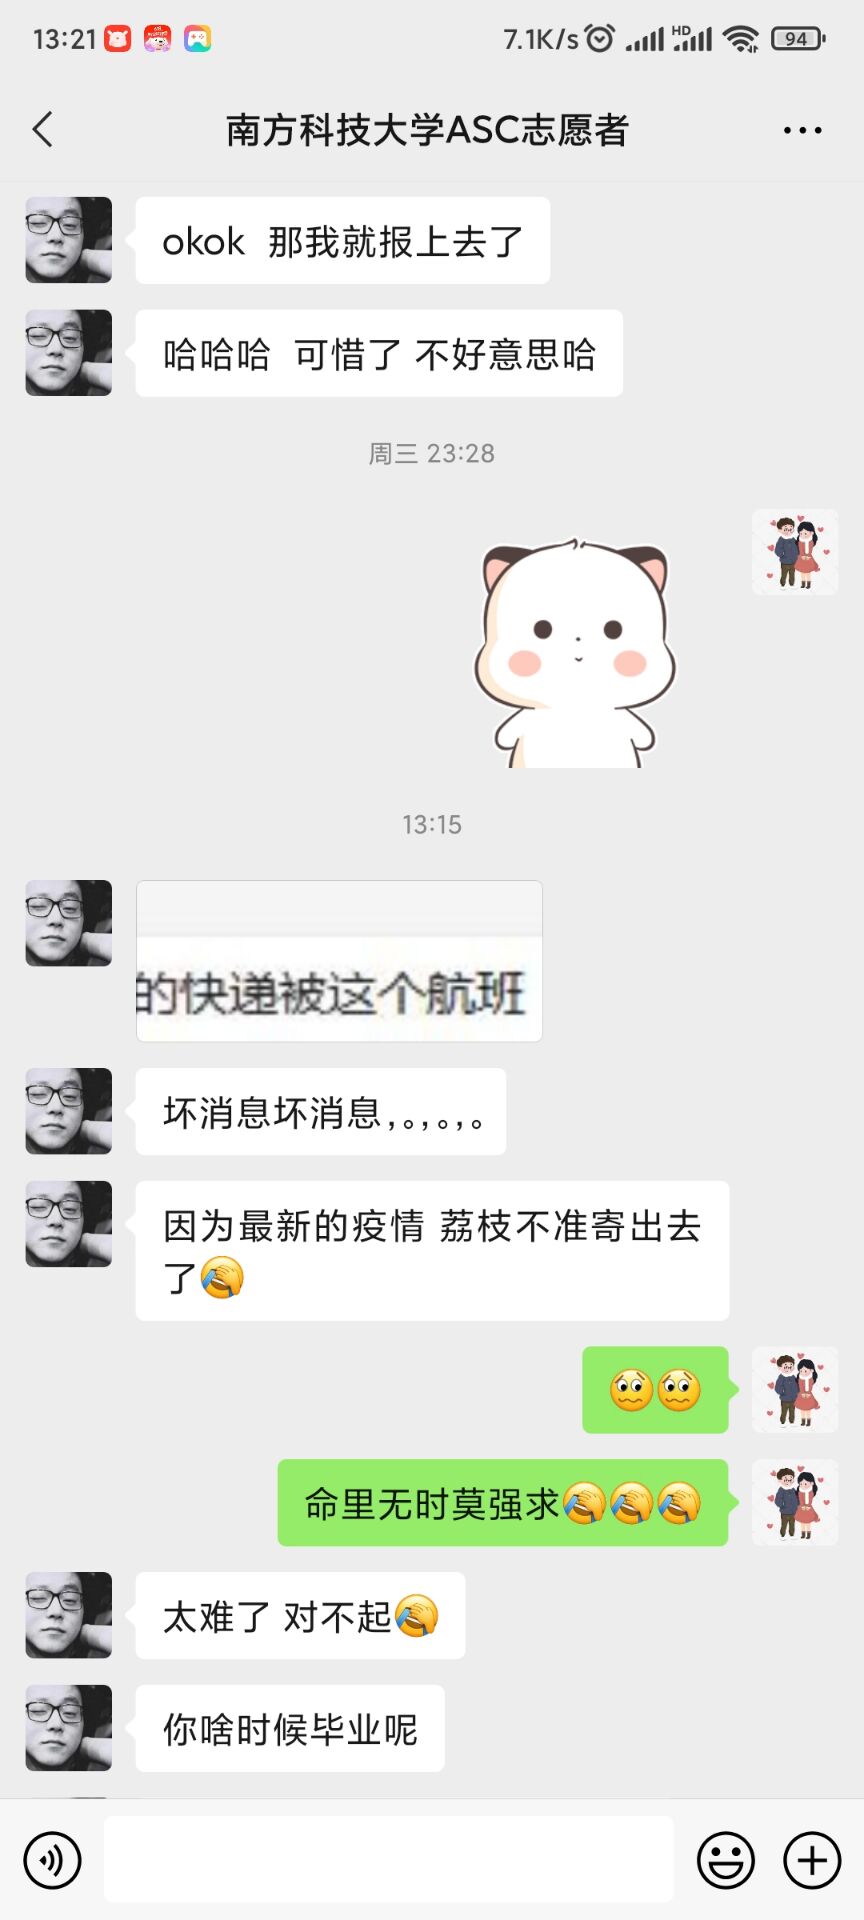 13:21
7.1K/s
HD
94
南方科技大学ASC志愿者
okok 那我就报上去了
哈哈哈 可惜了 不好意思哈
周三 23:28
13:15
的快递被这个航班
坏消息坏消息,。,。,。
因为最新的疫情 荔枝不准寄出去
了🤣
😟😟
命里无时莫强求🤣🤣🤣
太难了 对不起🤣
你啥时候毕业呢